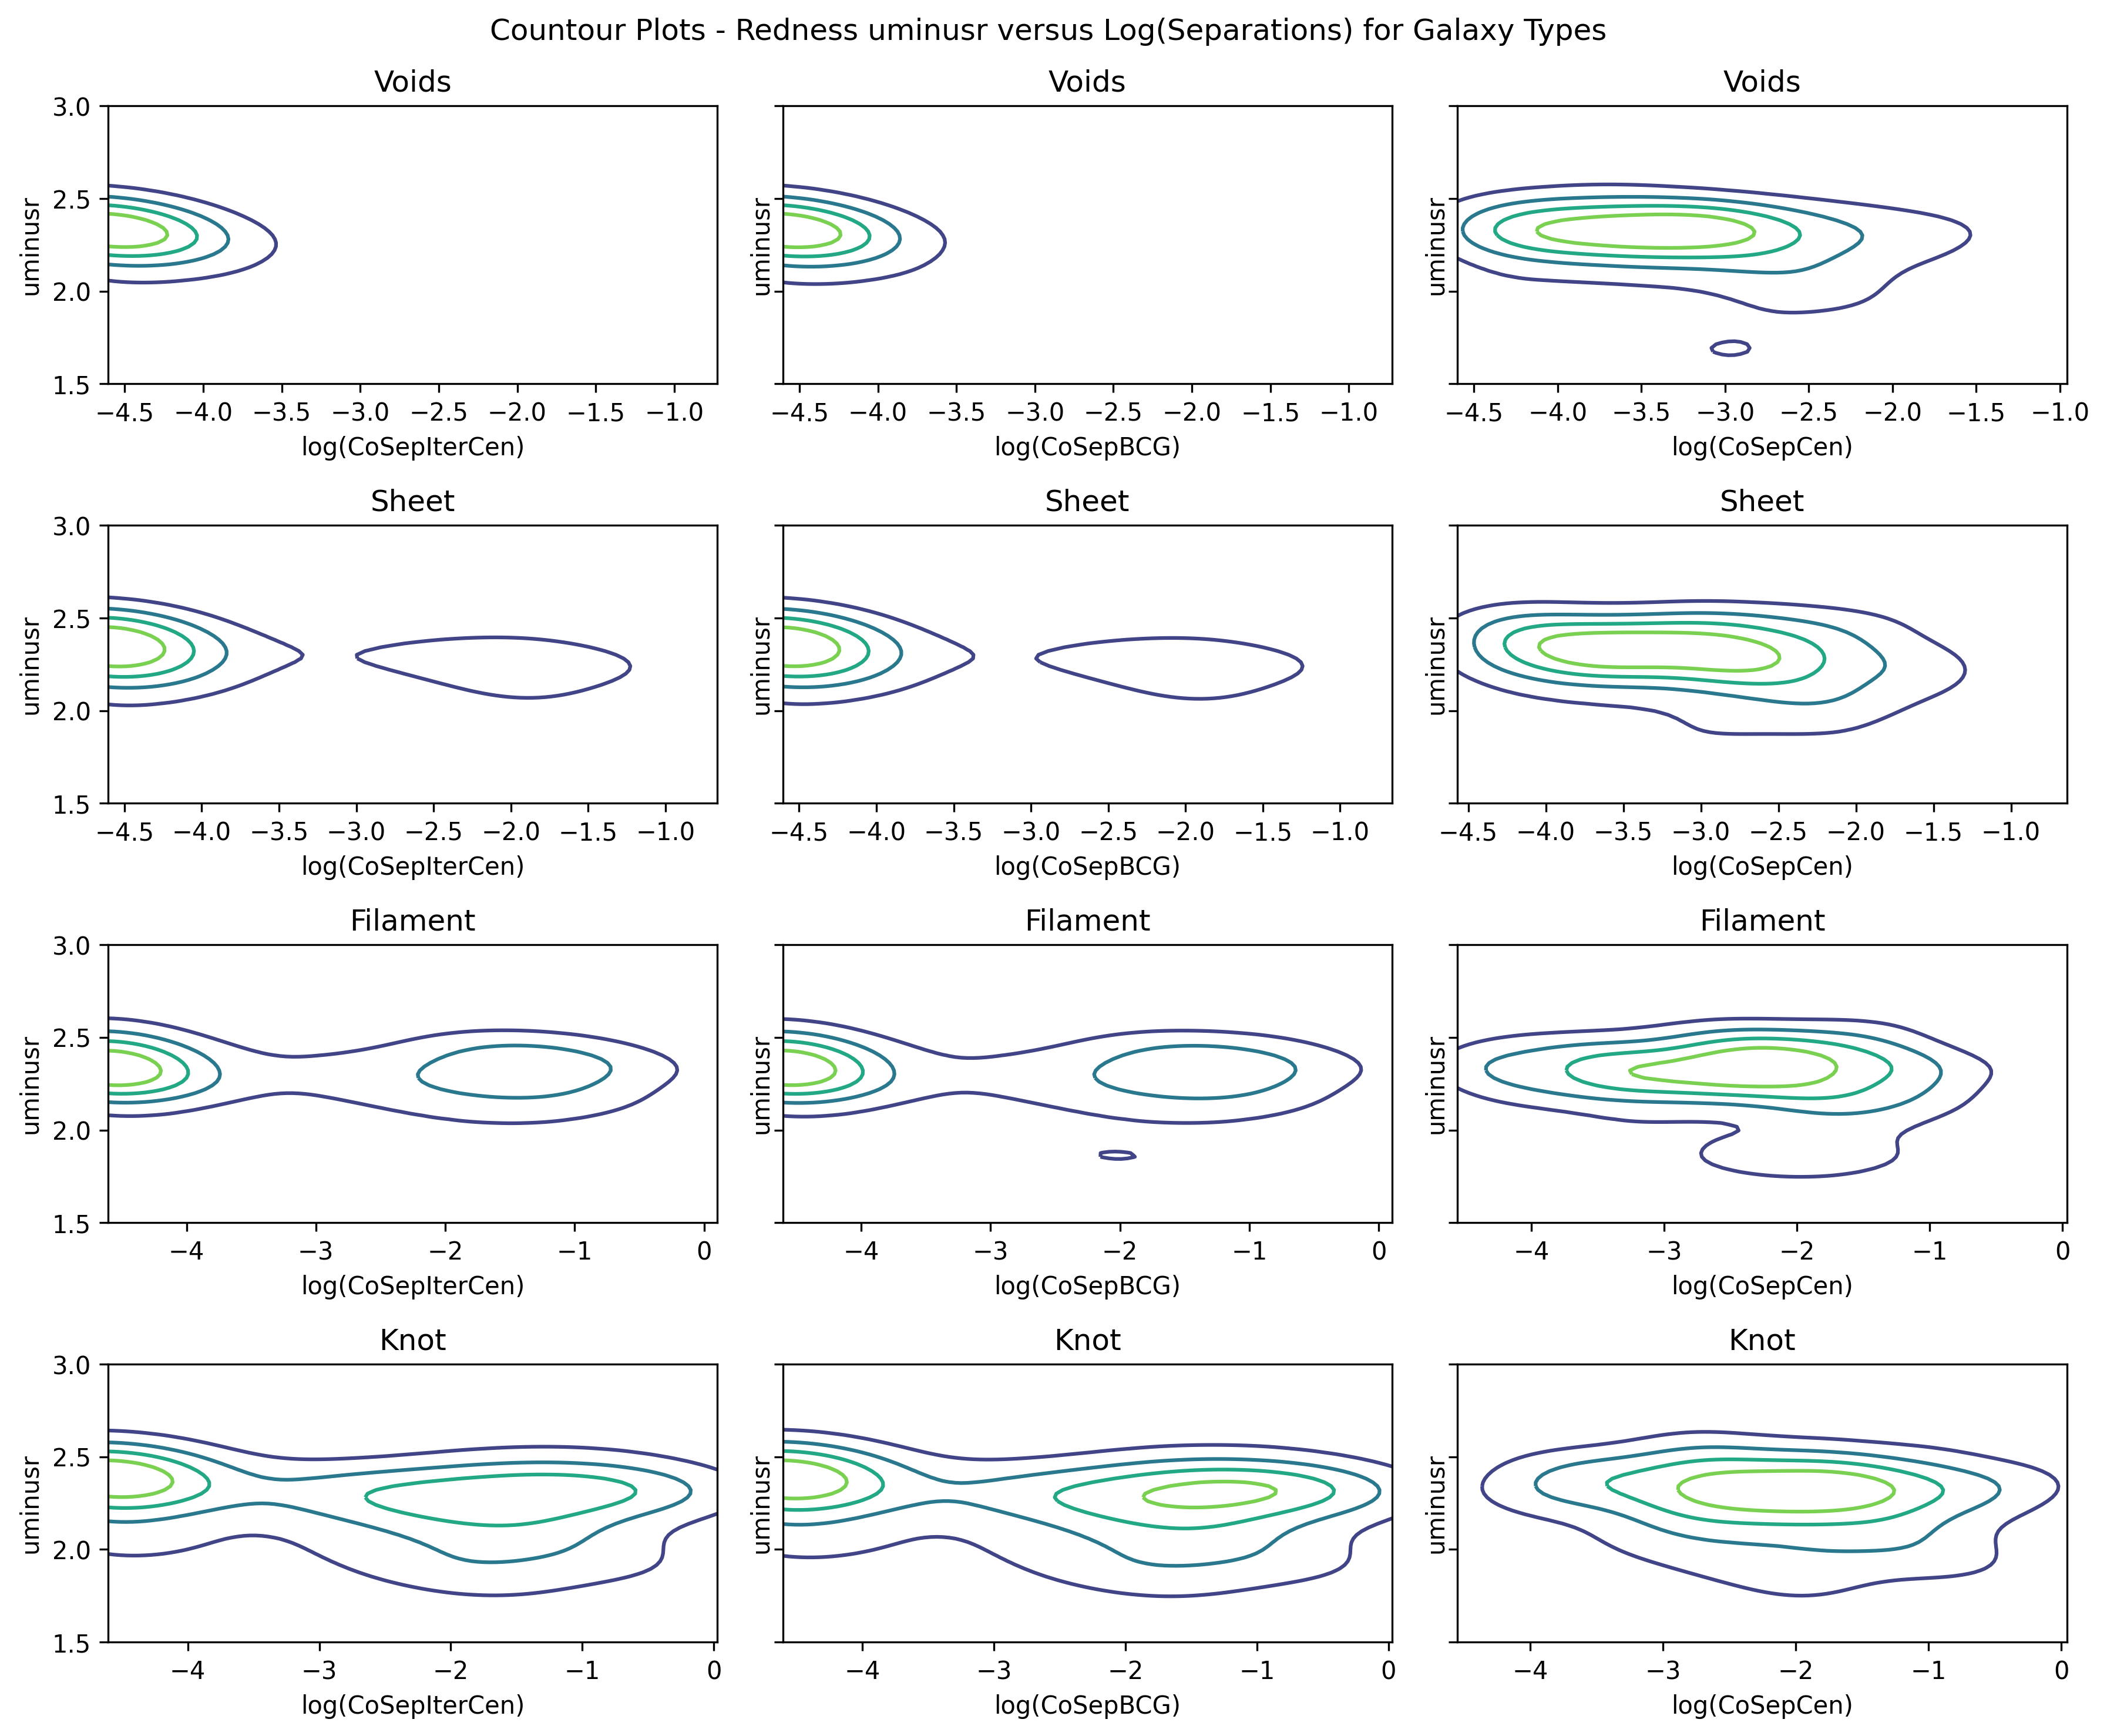 Countour Plots - Redness uminusr versus Log(Separations) for Galaxy Types
Voids Voids Voids
3.0
2.5
2.0
1.5
uminusr uminusr uminusr
−4.5 −4.0 −3.5 −3.0 −2.5 −2.0 −1.5 −1.0 −4.5 −4.0 −3.5 −3.0 −2.5 −2.0 −1.5 −1.0 −4.5 −4.0 −3.5 −3.0 −2.5 −2.0 −1.5 −1.0
log(CoSepIterCen) log(CoSepBCG) log(CoSepCen)
Sheet Sheet Sheet
3.0
2.5
2.0
1.5
uminusr uminusr uminusr
−4.5 −4.0 −3.5 −3.0 −2.5 −2.0 −1.5 −1.0 −4.5 −4.0 −3.5 −3.0 −2.5 −2.0 −1.5 −1.0 −4.5 −4.0 −3.5 −3.0 −2.5 −2.0 −1.5 −1.0
log(CoSepIterCen) log(CoSepBCG) log(CoSepCen)
Filament Filament Filament
3.0
2.5
2.0
1.5
uminusr uminusr uminusr
−4 −3 −2 −1 0 −4 −3 −2 −1 0 −4 −3 −2 −1 0
log(CoSepIterCen) log(CoSepBCG) log(CoSepCen)
Knot Knot Knot
3.0
2.5
2.0
1.5
uminusr uminusr uminusr
−4 −3 −2 −1 0 −4 −3 −2 −1 0 −4 −3 −2 −1 0
log(CoSepIterCen) log(CoSepBCG) log(CoSepCen)